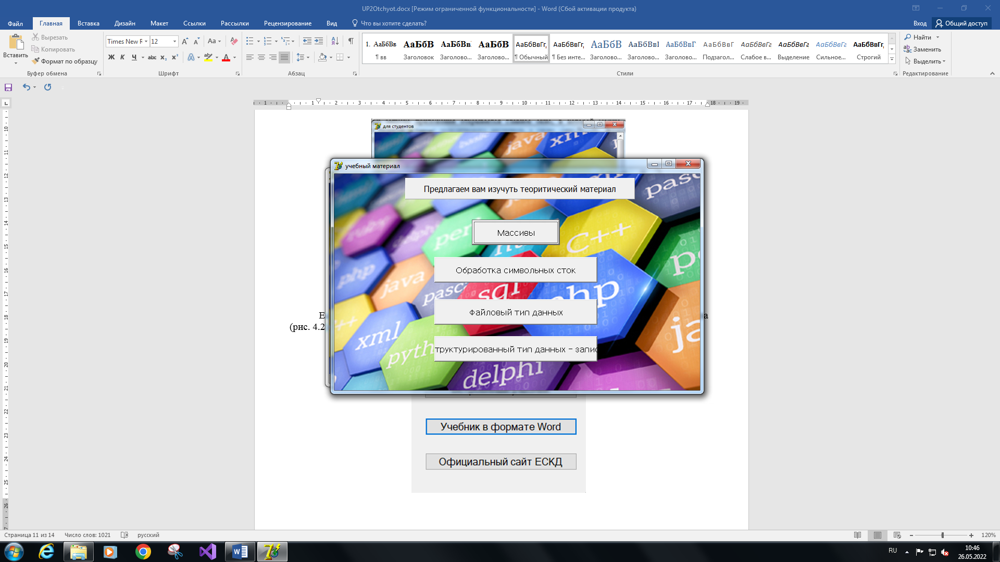 UP2Otchyot.docx [Режим ограниченной функциональности] - Word (Сбой активации продукта)
Файл Главная Вставка Дизайн Макет Ссылки Рассылки Рецензирование Вид Что вы хотите сделать? Вход Общий доступ
Вставить
Вырезать
Копировать
Формат по образцу
Буфер обмена
Times New R 12
Aa
Ж К Ч abc x₂ x²
Шрифт
Абзац
1. АаБбВв АаБбВ АаБбВв АаБбВ АаБбВвГг, АаБбВвГг, АаБбВ АаБбВвІ АаБбВвГ АаБбВвГ АаБбВвГг АаБбВвГг АаБбВвГг АаБбВвГг,
¶ вв Заголовок Заголово... Заголово... ¶ Обычный ¶ Без инте... Заголово... Заголово... Заголово... Подзагол... Слабое в... Выделение Сильное... Строгий
Стили
Найти
Заменить
Выделить
Редактирование
1 1 2 3 4 5 6 7 8 9 10 11 12 13 14 15 16 17 18 19
10
11
12
13
14
15
16
17
18
19
20
21
22
23
24
25
26
для студентов
java
xml
учебный материал
Предлагаем вам изучуть теоритический материал
Массивы
Обработка символьных сток
Файловый тип данных
труктурированный тип данных - запис
html
perl
C++
pasc
php
java
pasca
sql
php
delphi
C++
xml
pyth
ja
delphi
Е
а
(рис. 4.2
Учебник в формате Word
Официальный сайт ЕСКД
Страница 11 из 14 Число слов: 1021 русский 120%
RU
10:46
26.05.2022